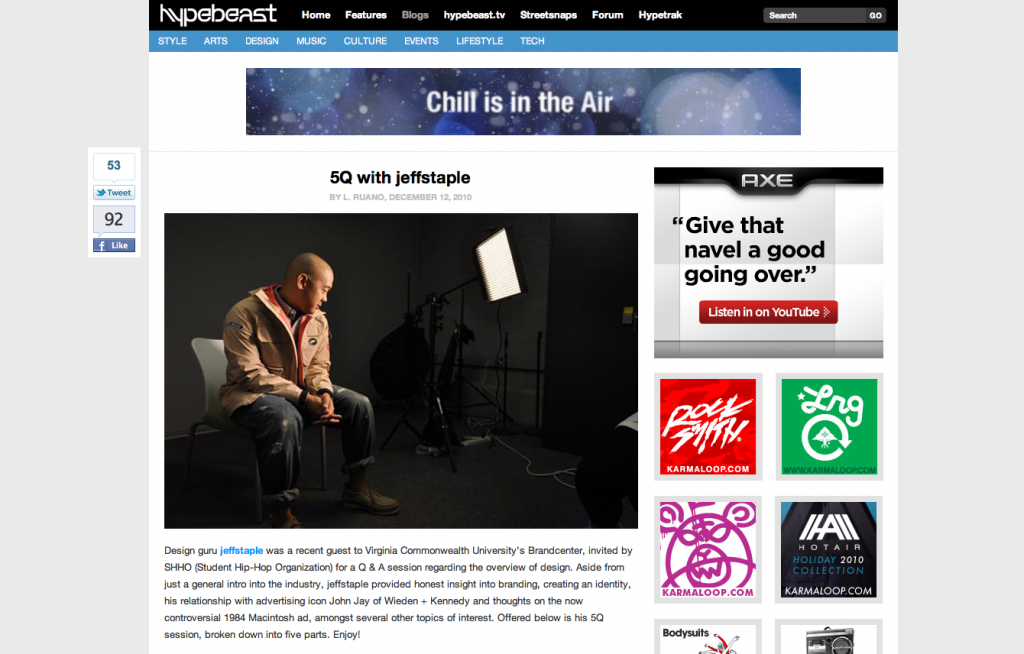 hypebeast
Home Features Blogs hypebeast.tv Streetsnaps Forum Hypetrak
Search GO
STYLE ARTS DESIGN MUSIC CULTURE EVENTS LIFESTYLE TECH
Chill is in the Air
53
Tweet
92
f Like
5Q with jeffstaple
BY L. RUANO, DECEMBER 12, 2010
Design guru jeffstaple was a recent guest to Virginia Commonwealth University's Brandcenter, invited by
SHHO (Student Hip-Hop Organization) for a Q & A session regarding the overview of design. Aside from
just a general intro into the industry, jeffstaple provided honest insight into branding, creating an identity,
his relationship with advertising icon John Jay of Wieden + Kennedy and thoughts on the now
controversial 1984 Macintosh ad, amongst several other topics of interest. Offered below is his 5Q
session, broken down into five parts. Enjoy!
AXE
“Give that
navel a good
going over.”
Listen in on YouTube
ROCK
SMITH
KARMALOOP.COM
Lrg
WWW.KARMALOOP.COM
KARMALOOP.COM
HOTAIR
HOLIDAY 2010
COLLECTION
KARMALOOP.COM
Bodysuits